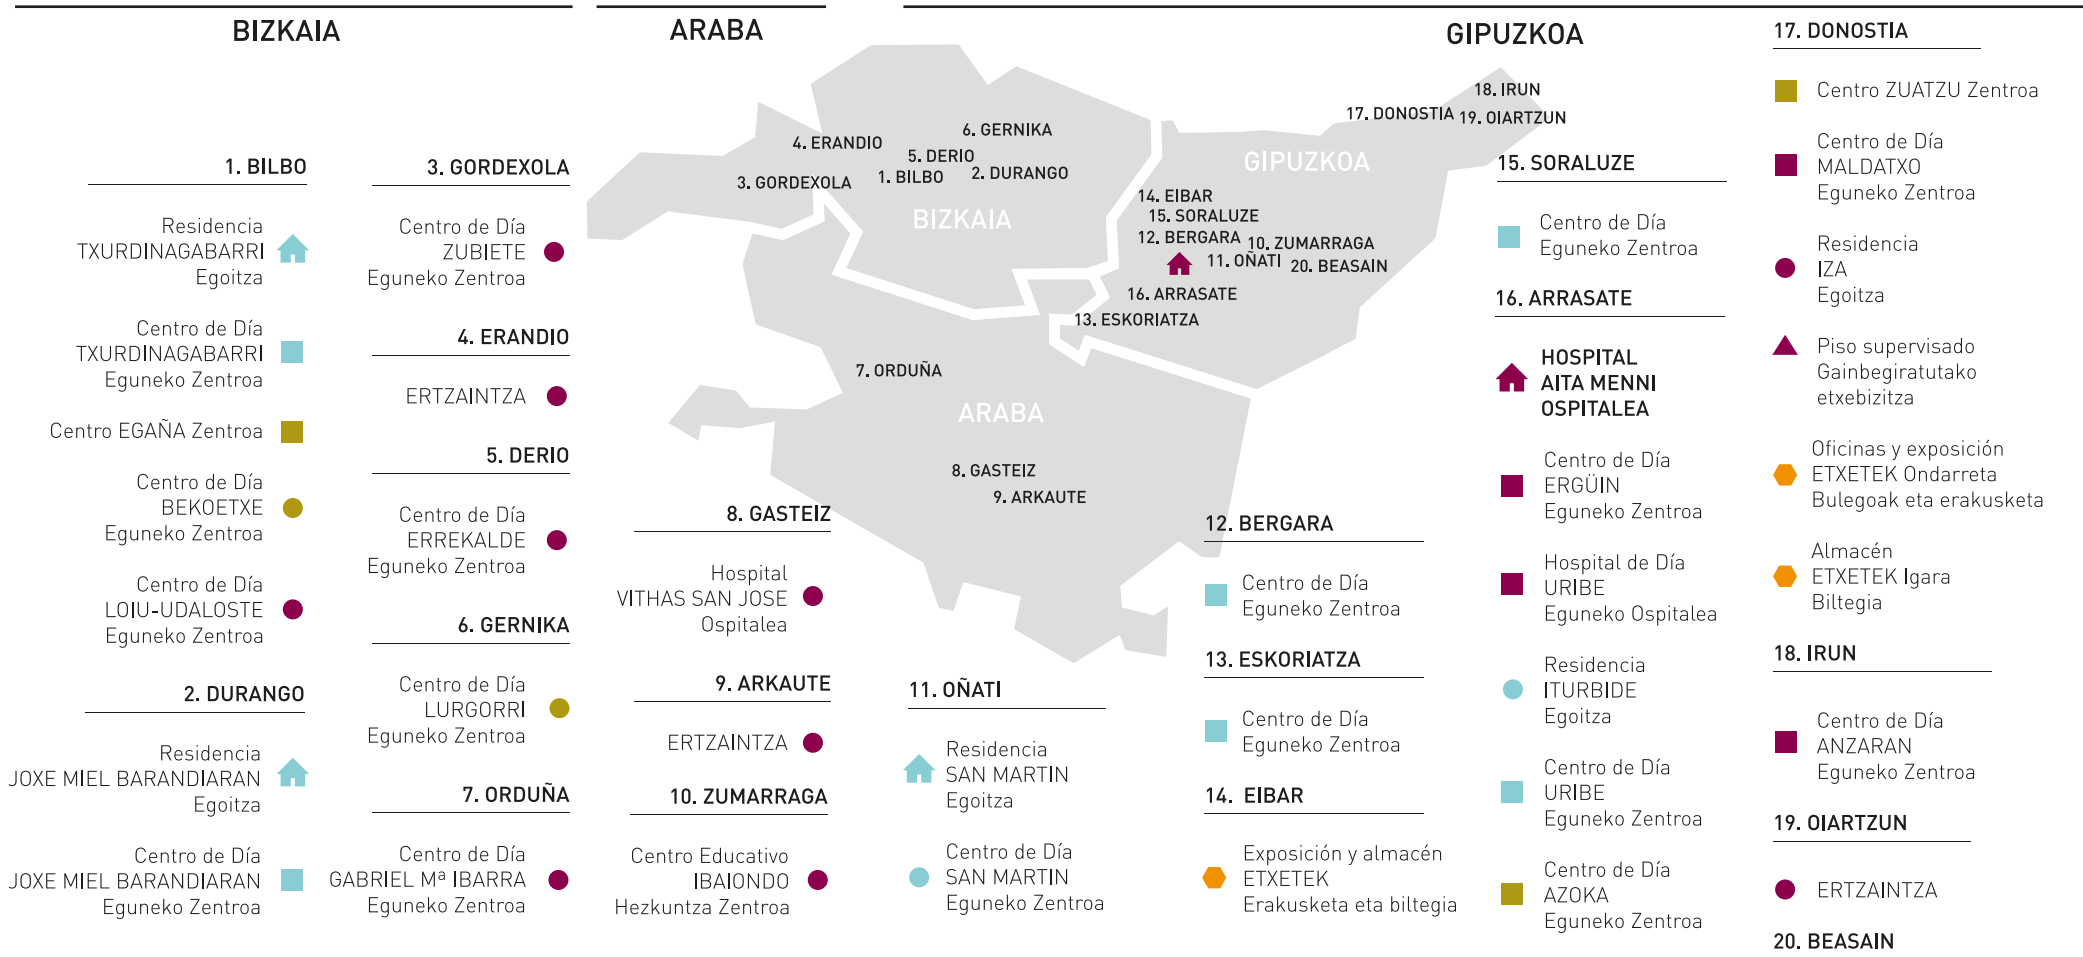 BIZKAIA
1. BILBO
Residencia
TXURDINAGABARRI
Egoitza
Centro de Día
TXURDINAGABARRI
Eguneko Zentroa
Centro EGAÑA Zentroa
Centro de Día
BEKOETXE
Eguneko Zentroa
Centro de Día
LOIU-UDALOSTE
Eguneko Zentroa
2. DURANGO
Residencia
JOXE MIEL BARANDIARAN
Egoitza
Centro de Día
JOXE MIEL BARANDIARAN
Eguneko Zentroa
3. GORDEXOLA
Centro de Día
ZUBIETE
Eguneko Zentroa
4. ERANDIO
ERTZAINTZA
5. DERIO
Centro de Día
ERREKALDE
Eguneko Zentroa
6. GERNIKA
Centro de Día
LURGORRI
Eguneko Zentroa
7. ORDUÑA
Centro de Día
GABRIEL Mª IBARRA
Eguneko Zentroa
ARABA
8. GASTEIZ
Hospital
VITHAS SAN JOSE
Ospitalea
9. ARKAUTE
ERTZAINTZA
10. ZUMARRAGA
Centro Educativo
IBAIONDO
Hezkuntza Zentroa
GIPUZKOA
18. IRUN
17. DONOSTIA
19. OIARTZUN
6. GERNIKA
4. ERANDIO
5. DERIO
GIPUZKOA
2. DURANGO
1. BILBO
3. GORDEXOLA
14. EIBAR
15. SORALUZE
BIZKAIA
12. BERGARA
10. ZUMARRAGA
11. OÑATI
20. BEASAIN
16. ARRASATE
13. ESKORIATZA
7. ORDUÑA
ARABA
8. GASTEIZ
9. ARKAUTE
11. OÑATI
Residencia
SAN MARTIN
Egoitza
Centro de Día
SAN MARTIN
Eguneko Zentroa
12. BERGARA
Centro de Día
Eguneko Zentroa
13. ESKORIATZA
Centro de Día
Eguneko Zentroa
14. EIBAR
Exposición y almacén
ETXETEK
Erakusketa eta biltegia
15. SORALUZE
Centro de Día
Eguneko Zentroa
16. ARRASATE
HOSPITAL
AITA MENNI
OSPITALEA
Centro de Día
ERGÜIN
Eguneko Zentroa
Hospital de Día
URIBE
Eguneko Ospitalea
Residencia
ITURBIDE
Egoitza
Centro de Día
URIBE
Eguneko Zentroa
Centro de Día
AZOKA
Eguneko Zentroa
17. DONOSTIA
Centro ZUATZU Zentroa
Centro de Día
MALDATXO
Eguneko Zentroa
Residencia
IZA
Egoitza
Piso supervisado
Gainbegiratutako
etxebizitza
Oficinas y exposición
ETXETEK Ondarreta
Bulegoak eta erakusketa
Almacén
ETXETEK Igara
Biltegia
18. IRUN
Centro de Día
ANZARAN
Eguneko Zentroa
19. OIARTZUN
ERTZAINTZA
20. BEASAIN